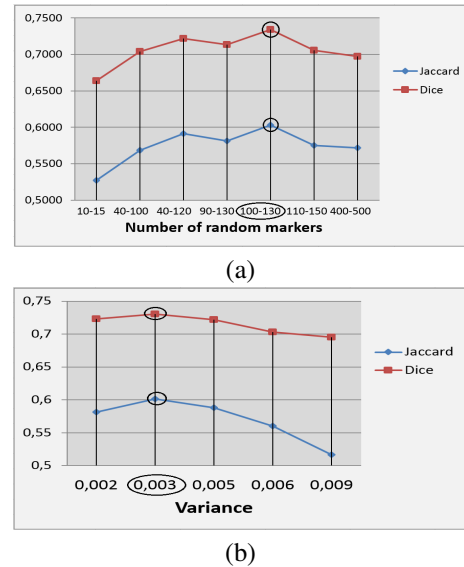 0,7500
0,7000
0,6500
0,6000
0,5500
0,5000
Jaccard
Dice
10-15 40-100 40-120 90-130 100-130 110-150 400-500
Number of random markers
(a)
0,75
0,7
0,65
0,6
0,55
0,5
Jaccard
Dice
0,002 0,003 0,005 0,006 0,009
Variance
(b)